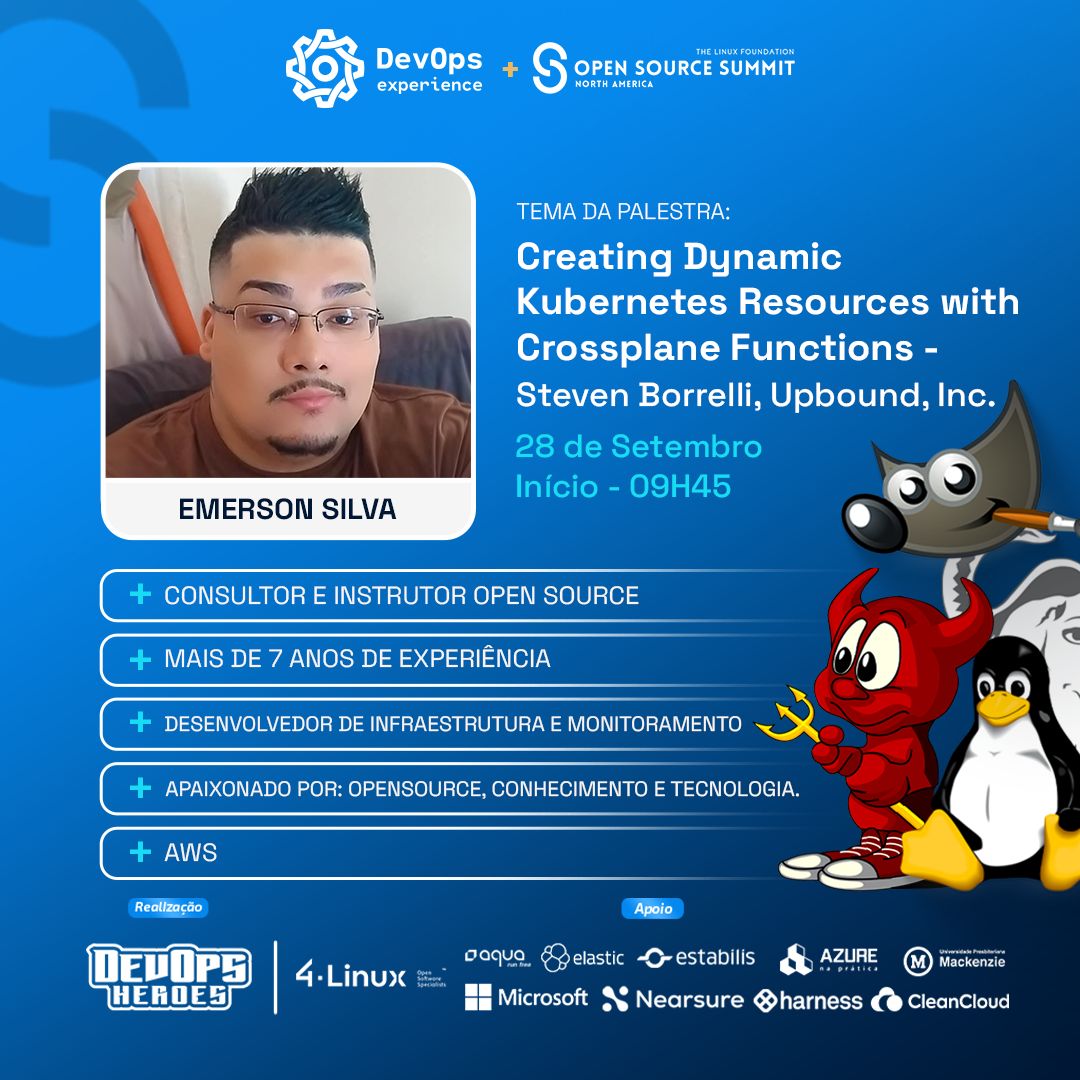 DevOps
experience
+
THE LINUX FOUNDATION
OPEN SOURCE SUMMIT
NORTH AMERICA
TEMA DA PALESTRA:
Creating Dynamic
Kubernetes Resources with
Crossplane Functions -
Steven Borrelli, Upbound, Inc.
28 de Setembro
Início - 09H45
EMERSON SILVA
+ CONSULTOR E INSTRUTOR OPEN SOURCE
+ MAIS DE 7 ANOS DE EXPERIÊNCIA
+ DESENVOLVEDOR DE INFRAESTRUTURA E MONITORAMENTO
+ APAIXONADO POR: OPENSOURCE, CONHECIMENTO E TECNOLOGIA.
+ AWS
Realização
Apoio
DEVOPS
HEROES
4.Linux
Open
Software
Specialists
™
aqua
run free
elastic
estabilis
AZURE
na prática
M
Universidade Presbiteriana
Mackenzie
Microsoft
Nearsure
harness
CleanCloud